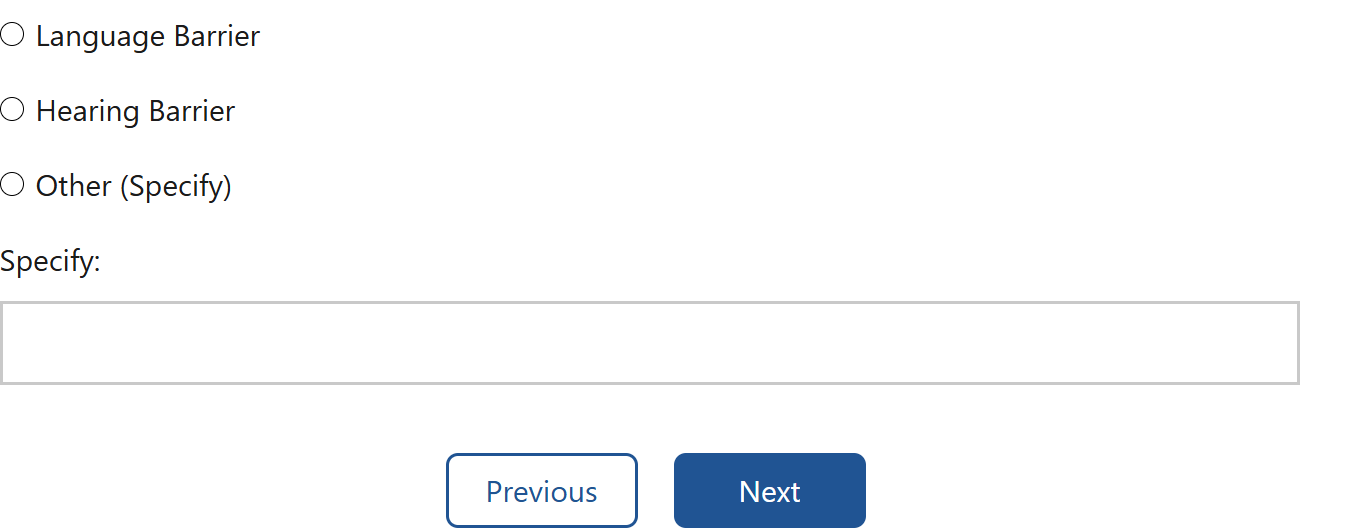 Language Barrier
Hearing Barrier
Other (Specify)
Specify:
Previous
Next